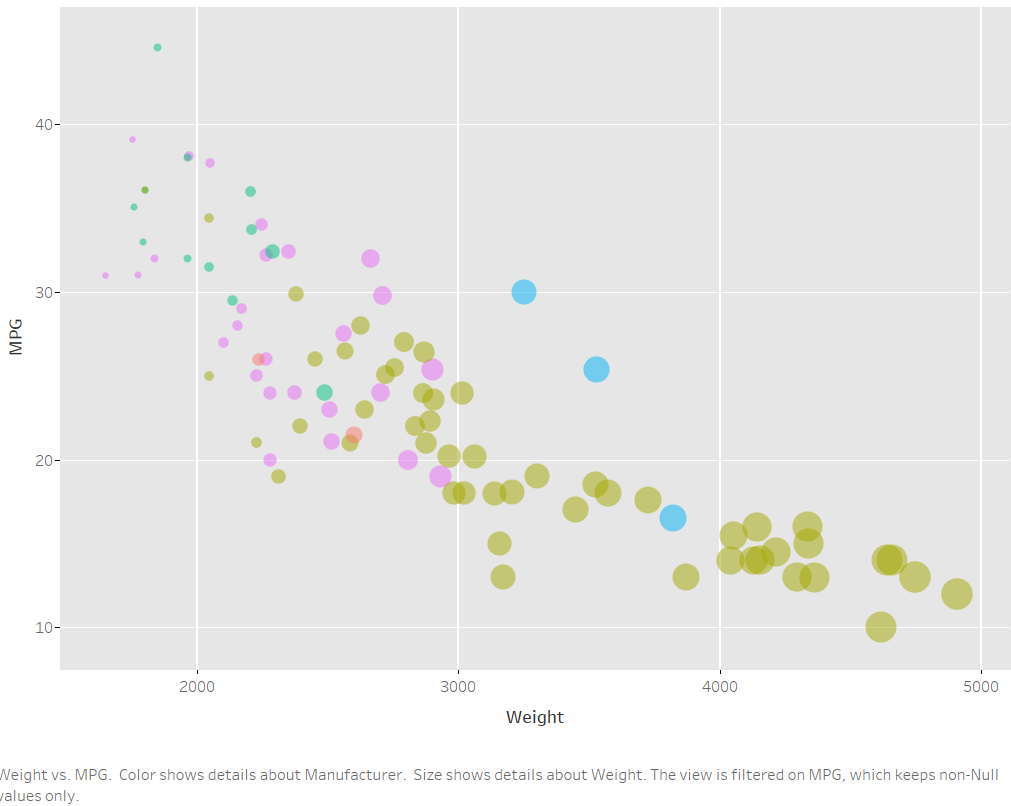 40
30
20
10
MPG
2000 3000 4000 5000
Weight
Weight vs. MPG. Color shows details about Manufacturer. Size shows details about Weight. The view is filtered on MPG, which keeps non-Null
values only.